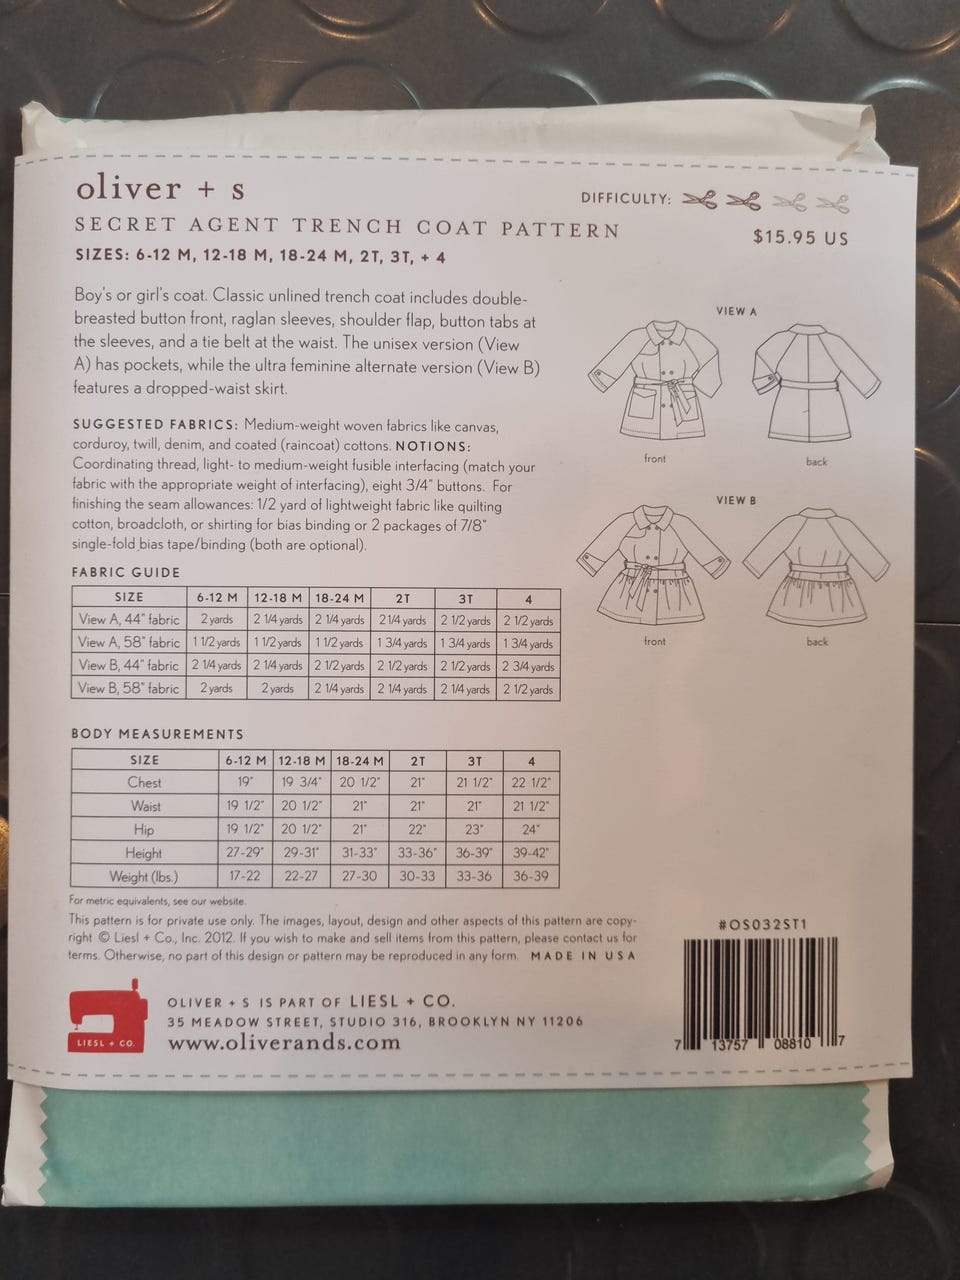 oliver + s
SECRET AGENT TRENCH COAT PATTERN
SIZES: 6-12 M, 12-18 M, 18-24 M, 2T, 3T, + 4
DIFFICULTY:
$15.95 US
Boy's or girl's coat. Classic unlined trench coat includes double-
breasted button front, raglan sleeves, shoulder flap, button tabs at
the sleeves, and a tie belt at the waist. The unisex version (View
A) has pockets, while the ultra feminine alternate version (View B)
features a dropped-waist skirt.
SUGGESTED FABRICS: Medium-weight woven fabrics like canvas,
corduroy, twill, denim, and coated (raincoat) cottons. NOTIONS:
Coordinating thread, light- to medium-weight fusible interfacing (match your
fabric with the appropriate weight of interfacing), eight 3/4" buttons. For
finishing the seam allowances: 1/2 yard of lightweight fabric like quilting
cotton, broadcloth, or shirting for bias binding or 2 packages of 7/8"
single-fold bias tape/binding (both are optional).
VIEW A
front
back
VIEW B
front
back
FABRIC GUIDE
SIZE 6-12 M 12-18 M 18-24 M 2T 3T 4
View A, 44" fabric 2 yards 2 1/4 yards 2 1/4 yards 2 1/4 yards 2 1/2 yards 2 1/2 yards
View A, 58" fabric 1 1/2 yards 1 1/2 yards 1 1/2 yards 1 3/4 yards 1 3/4 yards 1 3/4 yards
View B, 44" fabric 2 1/4 yards 2 1/4 yards 2 1/2 yards 2 1/2 yards 2 1/2 yards 2 3/4 yards
View B, 58" fabric 2 yards 2 yards 2 1/4 yards 2 1/4 yards 2 1/4 yards 2 1/2 yards
BODY MEASUREMENTS
SIZE 6-12 M 12-18 M 18-24 M 2T 3T 4
Chest 19" 19 3/4" 20 1/2" 21" 21 1/2" 22 1/2"
Waist 19 1/2" 20 1/2" 21" 21" 21" 21 1/2"
Hip 19 1/2" 20 1/2" 21" 22" 23" 24"
Height 27-29" 29-31" 31-33" 33-36" 36-39" 39-42"
Weight (lbs.) 17-22 22-27 27-30 30-33 33-36 36-39
For metric equivalents, see our website.
This pattern is for private use only. The images, layout, design and other aspects of this pattern are copy-
right © Liesl + Co., Inc. 2012. If you wish to make and sell items from this pattern, please contact us for
terms. Otherwise, no part of this design or pattern may be reproduced in any form. MADE IN USA
LIESL + CO.
OLIVER + S IS PART OF LIESL + CO.
35 MEADOW STREET, STUDIO 316, BROOKLYN NY 11206
www.oliverands.com
#OS032ST1
7 13757 08810 7